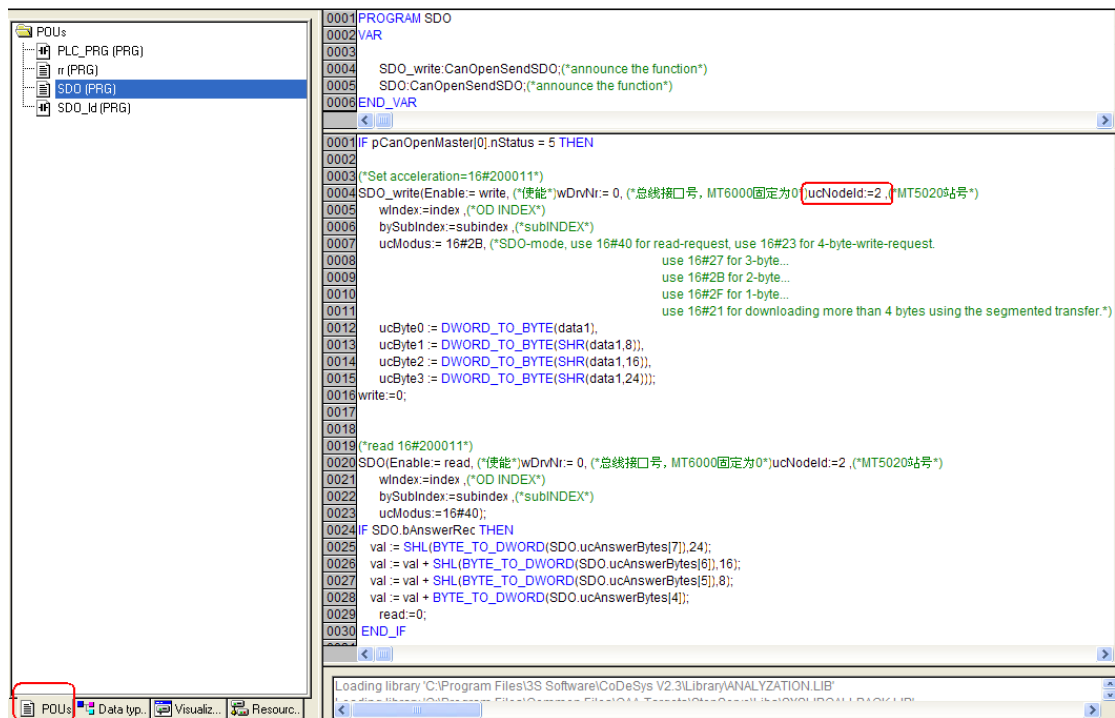 POUs
PLC_PRG (PRG)
rr (PRG)
SDO (PRG)
SDO_ld (PRG)
0001 PROGRAM SDO
0002 VAR
0003
0004 SDO_write:CanOpenSendSDO;(*announce the function*)
0005 SDO:CanOpenSendSDO;(*announce the function*)
0006 END_VAR
0001 IF pCanOpenMaster[0].nStatus = 5 THEN
0002
0003 (*Set acceleration=16#200011*)
0004 SDO_write(Enable:= write, (*使能*)wDrvNr:= 0, (*总线接口号，MT6000固定为0*)ucNodeId:=2 ,(*MT5020站号*)
0005 wIndex:=index ,(*OD INDEX*)
0006 bySubIndex:=subindex ,(*subINDEX*)
0007 ucModus:= 16#2B, (*SDO-mode, use 16#40 for read-request, use 16#23 for 4-byte-write-request.
0008 use 16#27 for 3-byte...
0009 use 16#2B for 2-byte...
0010 use 16#2F for 1-byte...
0011 use 16#21 for downloading more than 4 bytes using the segmented transfer.*)
0012 ucByte0 := DWORD_TO_BYTE(data1),
0013 ucByte1 := DWORD_TO_BYTE(SHR(data1,8)),
0014 ucByte2 := DWORD_TO_BYTE(SHR(data1,16)),
0015 ucByte3 := DWORD_TO_BYTE(SHR(data1,24)));
0016 write:=0;
0017
0018
0019 (*read 16#200011*)
0020 SDO(Enable:= read, (*使能*)wDrvNr:= 0, (*总线接口号，MT6000固定为0*)ucNodeId:=2 ,(*MT5020站号*)
0021 wIndex:=index ,(*OD INDEX*)
0022 bySubIndex:=subindex ,(*subINDEX*)
0023 ucModus:=16#40);
0024 IF SDO.bAnswerRec THEN
0025 val := SHL(BYTE_TO_DWORD(SDO.ucAnswerBytes[7]),24);
0026 val := val + SHL(BYTE_TO_DWORD(SDO.ucAnswerBytes[6]),16);
0027 val := val + SHL(BYTE_TO_DWORD(SDO.ucAnswerBytes[5]),8);
0028 val := val + BYTE_TO_DWORD(SDO.ucAnswerBytes[4]);
0029 read:=0;
0030 END_IF
Loading library 'C:\Program Files\3S Software\CoDeSys V2.3\Library\ANALYZATION.LIB'
POUs Data typ.. Visualiz... Resourc..